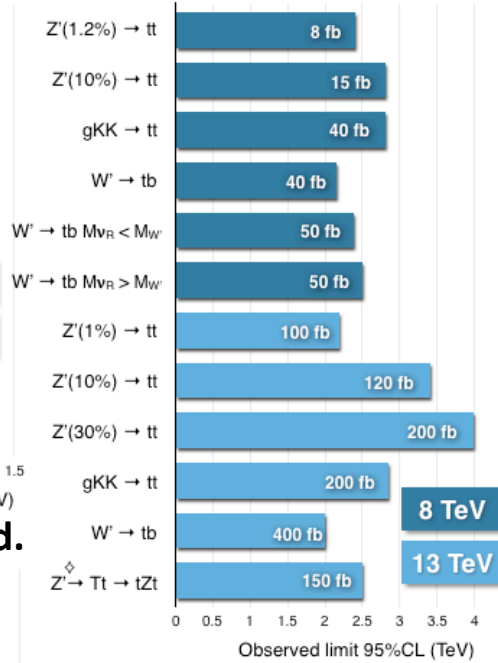 Z'(1.2%) → tt 8 fb
Z'(10%) → tt 15 fb
gKK → tt 40 fb
W' → tb 40 fb
W' → tb MνR < MW' 50 fb
W' → tb MνR > MW' 50 fb
Z'(1%) → tt 100 fb
Z'(10%) → tt 120 fb
Z'(30%) → tt 200 fb
1.5
gKK → tt 200 fb
V)
8 TeV
d.
W' → tb 400 fb
13 TeV
◇
Z'→ Tt → tZt 150 fb
0 0.5 1 1.5 2 2.5 3 3.5 4
Observed limit 95%CL (TeV)